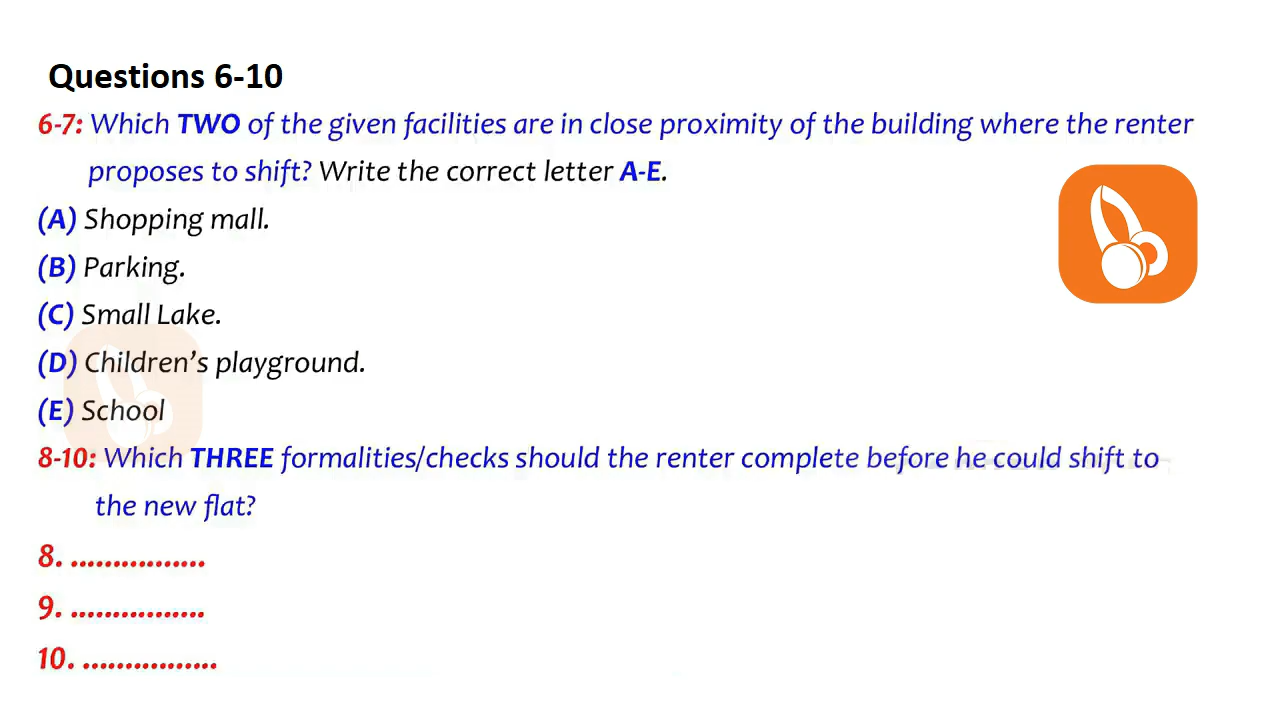 Questions 6-10
6-7: Which TWO of the given facilities are in close proximity of the building where the renter
proposes to shift? Write the correct letter A-E.
(A) Shopping mall.
(B) Parking.
(C) Small Lake.
(D) Children’s playground.
(E) School
8-10: Which THREE formalities/checks should the renter complete before he could shift to
the new flat?
8. ................
9. ................
10. ................